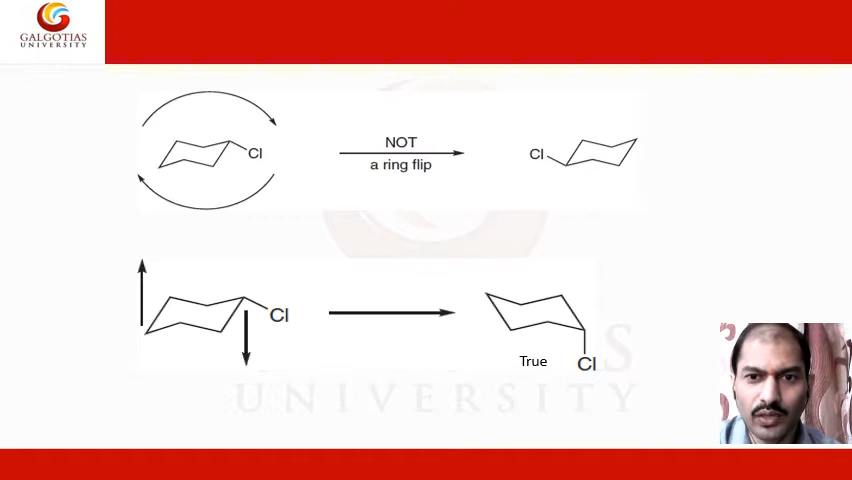 GALGOTIAS
UNIVERSITY
Cl
NOT
a ring flip
Cl
Cl
True
Cl
UNIVERSITY